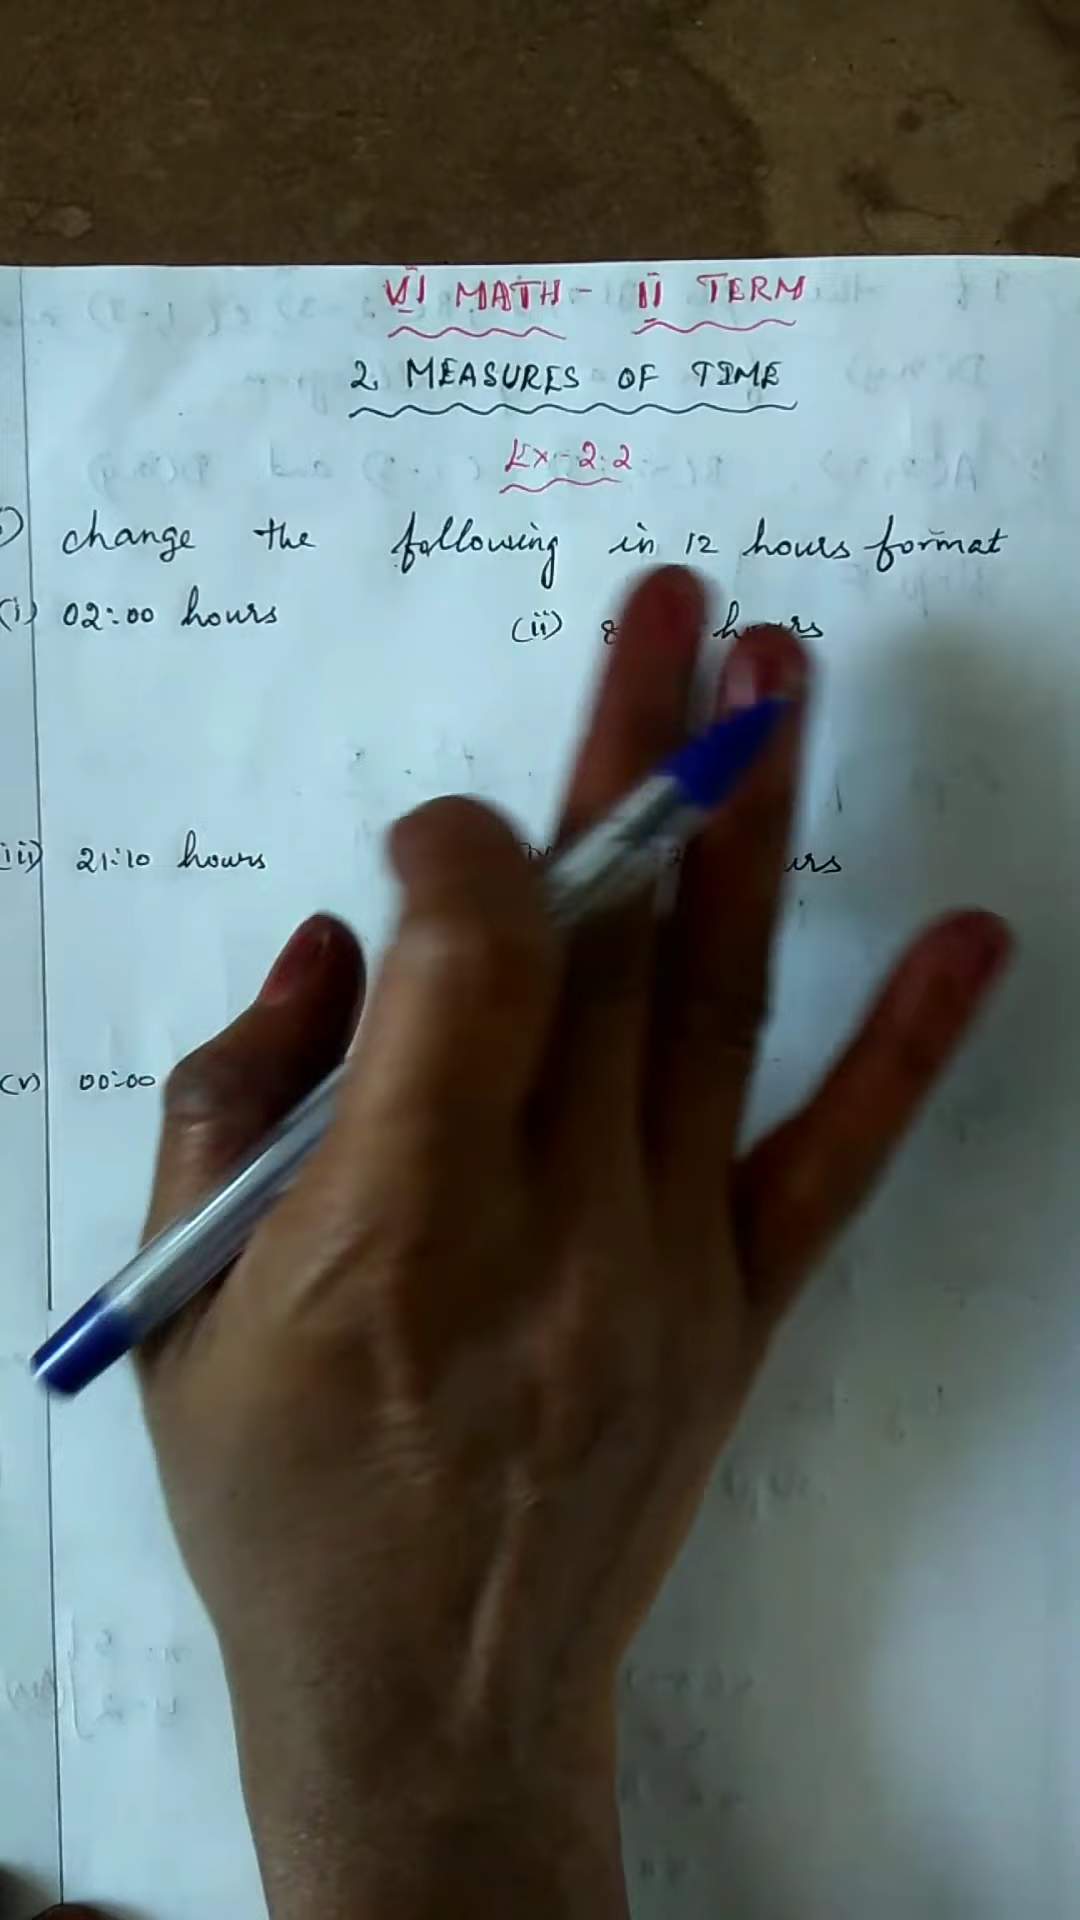 VI MATH - II TERM
2. MEASURES OF TIME
Ex-2.2
change the following in 12 hours format
(i) 02:00 hours (ii) hours
(iii) 21:10 hours
(v) 00:00